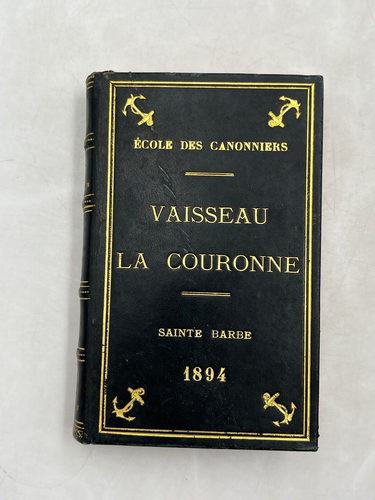 ÉCOLE DES CANONNIERS
VAISSEAU
LA COURONNE
SAINTE BARBE
1894